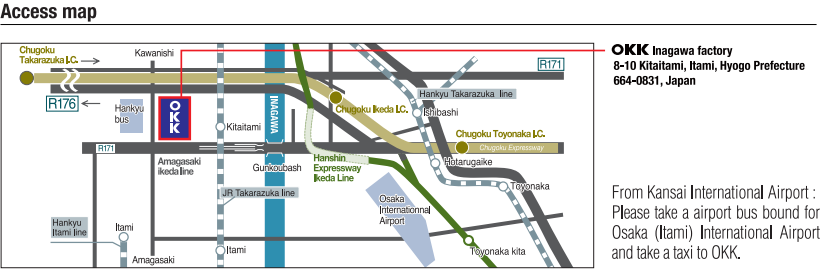 Access map
Chugoku
Takarazuka I.C.
Kawanishi
R171
R176
Hankyu
bus
OKK
INAGAWA
Kitaitami
Chugoku Ikeda I.C.
Hankyu Takarazuka line
Ishibashi
Chugoku Toyonaka I.C.
Chugoku Expressway
R171
Amagasaki
ikeda line
Gunkoubash
Hanshin
Expressway
Ikeda Line
Hotarugaike
Toyonaka
JR Takarazuka line
Osaka
Internationnal
Airport
Hankyu
Itami line
Itami
Itami
Amagasaki
Toyonaka kita
OKK Inagawa factory
8-10 Kitaitami, Itami, Hyogo Prefecture
664-0831, Japan
From Kansai International Airport :
Please take a airport bus bound for
Osaka (Itami) International Airport
and take a taxi to OKK.